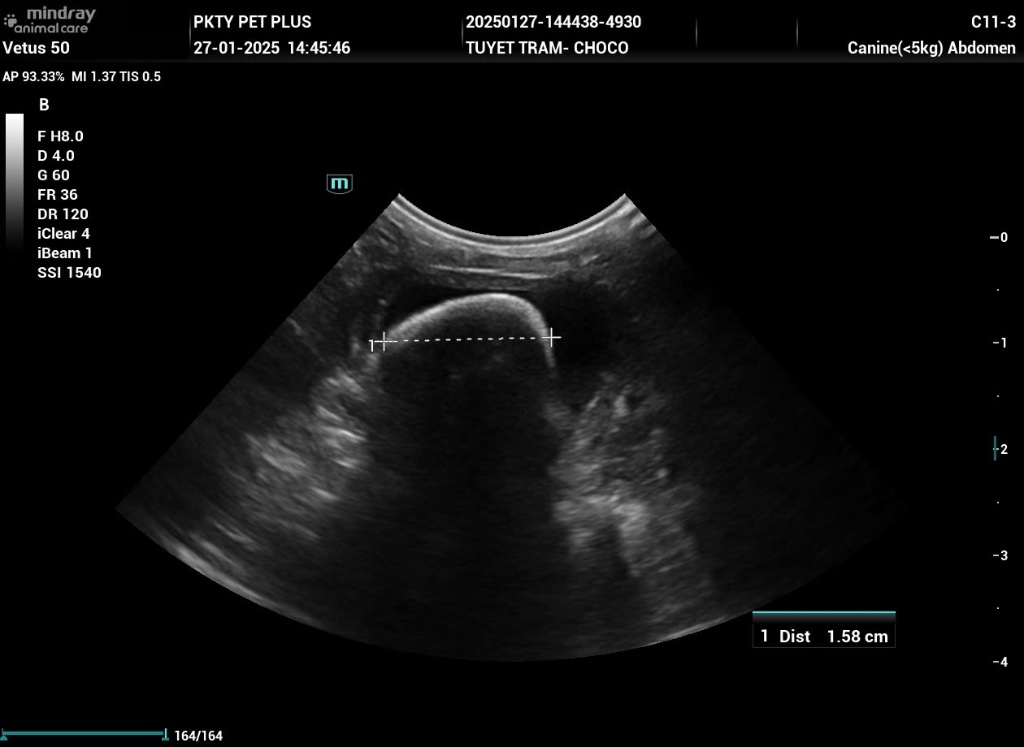 mindray
animal care
Vetus 50
PKTY PET PLUS
27-01-2025 14:45:46
20250127-144438-4930
TUYET TRAM- CHOCO
C11-3
Canine(<5kg) Abdomen
AP 93.33% MI 1.37 TIS 0.5
B
F H8.0
D 4.0
G 60
FR 36
DR 120
iClear 4
iBeam 1
SSI 1540
m
0
1
2
3
4
1
1 Dist 1.58 cm
164/164